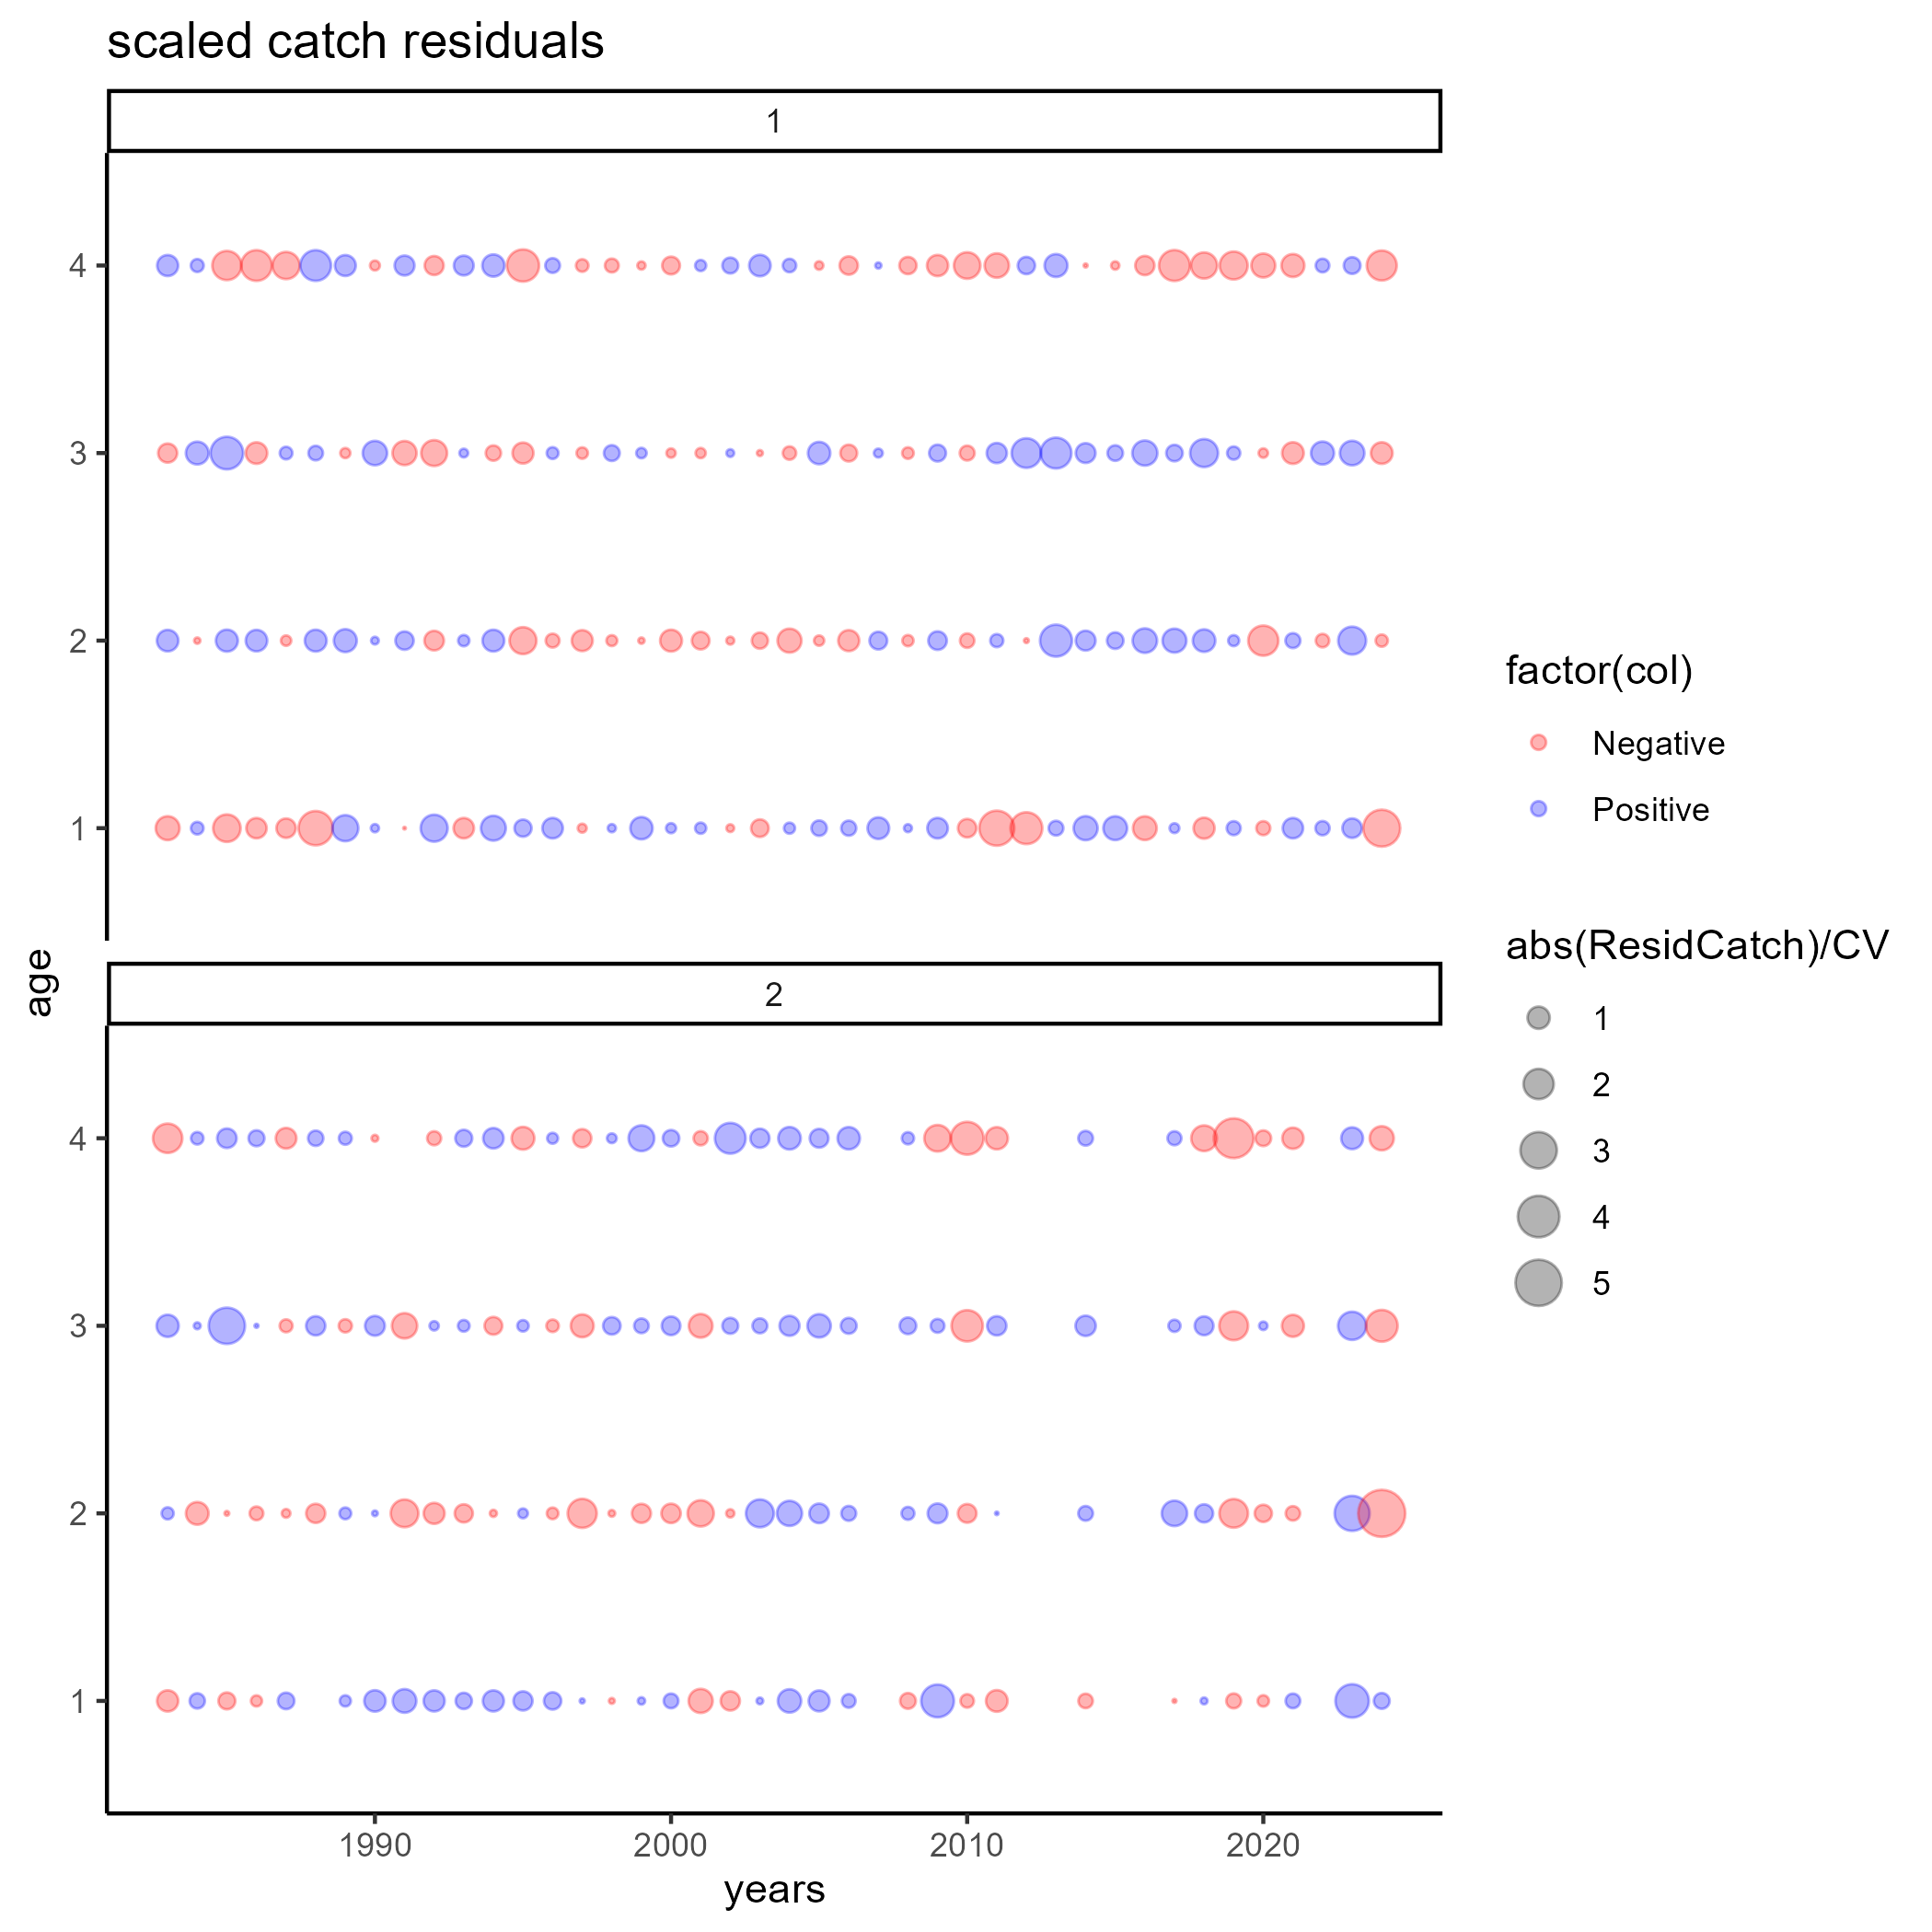 scaled catch residuals
1
4
3
2
1
age
2
4
3
2
1
1990 2000 2010 2020
years
factor(col)
Negative
Positive
abs(ResidCatch)/CV
1
2
3
4
5